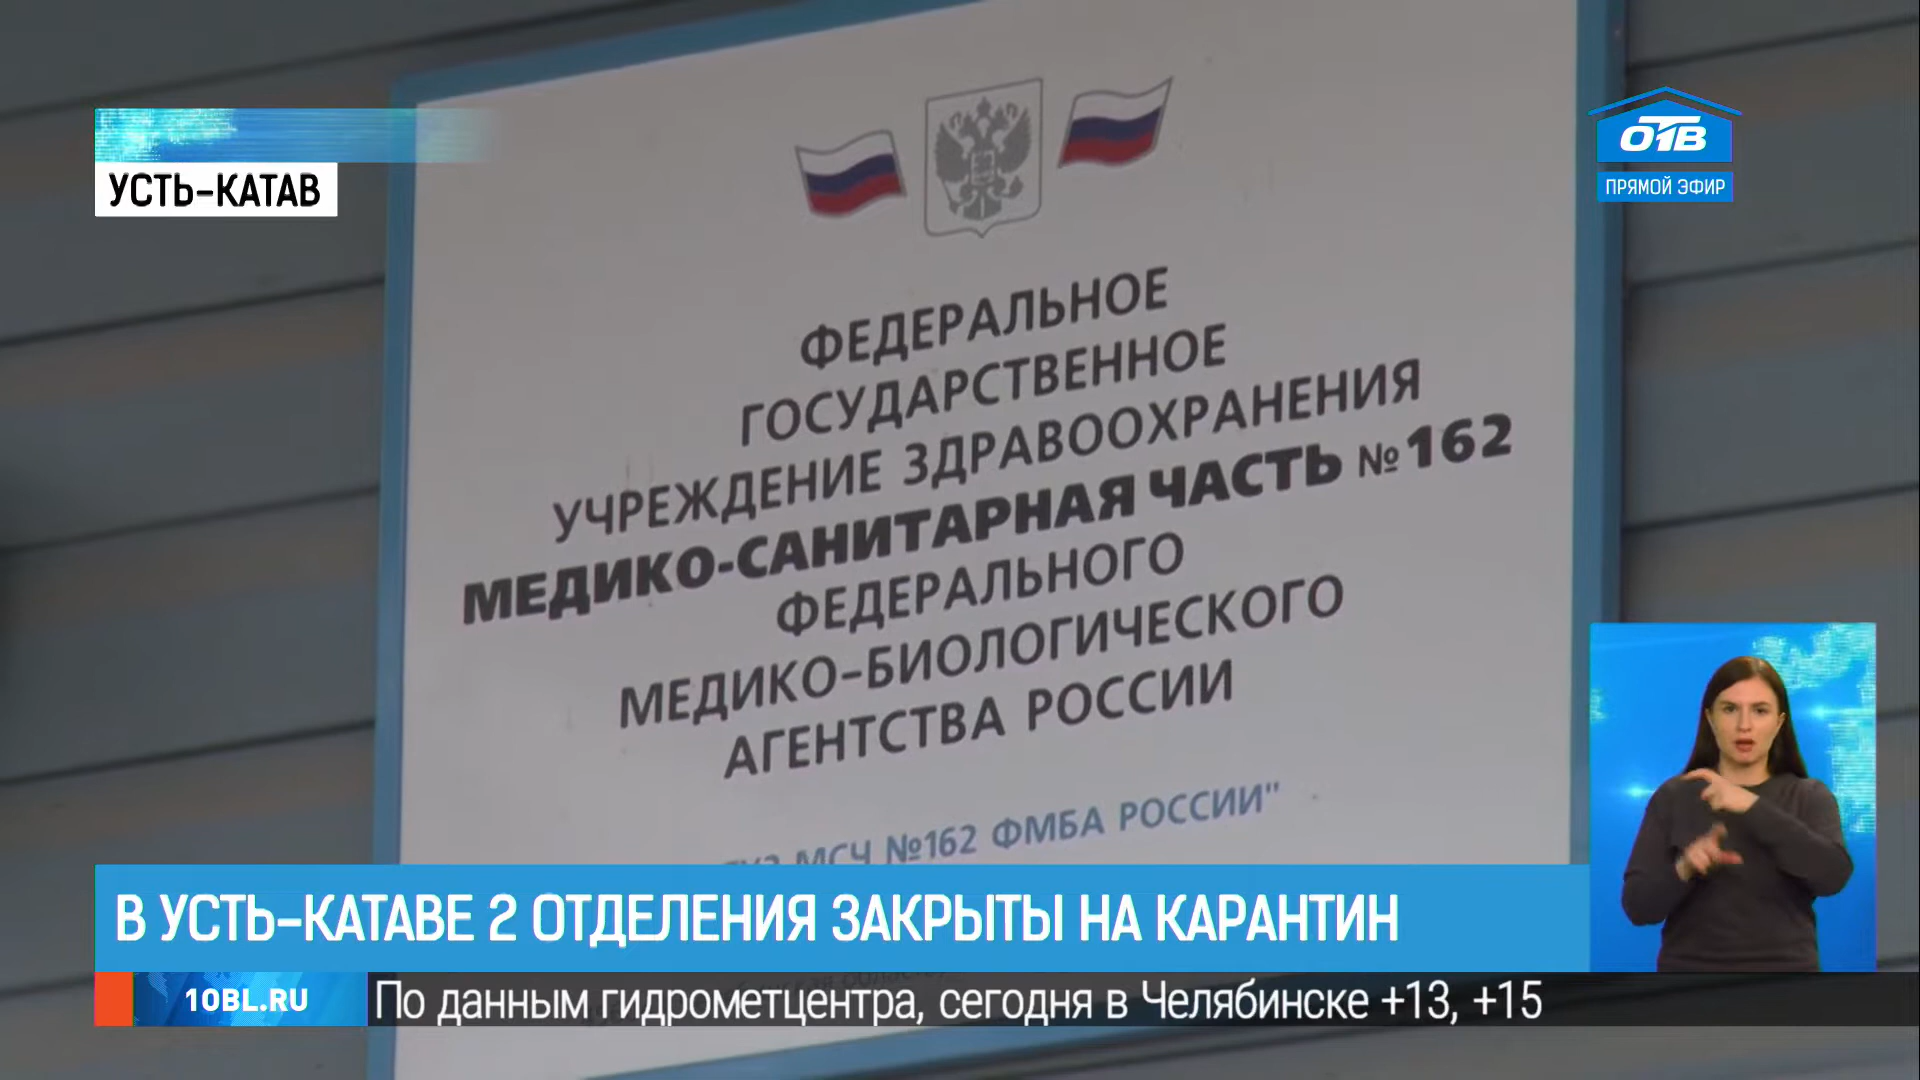 УСТЬ-КАТАВ
ОТВ
ПРЯМОЙ ЭФИР
ФЕДЕРАЛЬНОЕ
ГОСУДАРСТВЕННОЕ
УЧРЕЖДЕНИЕ ЗДРАВООХРАНЕНИЯ
МЕДИКО-САНИТАРНАЯ ЧАСТЬ №162
ФЕДЕРАЛЬНОГО
МЕДИКО-БИОЛОГИЧЕСКОГО
АГЕНТСТВА РОССИИ
МСЧ №162 ФМБА РОССИИ"
В УСТЬ-КАТАВЕ 2 ОТДЕЛЕНИЯ ЗАКРЫТЫ НА КАРАНТИН
10BL.RU
По данным гидрометцентра, сегодня в Челябинске +13, +15